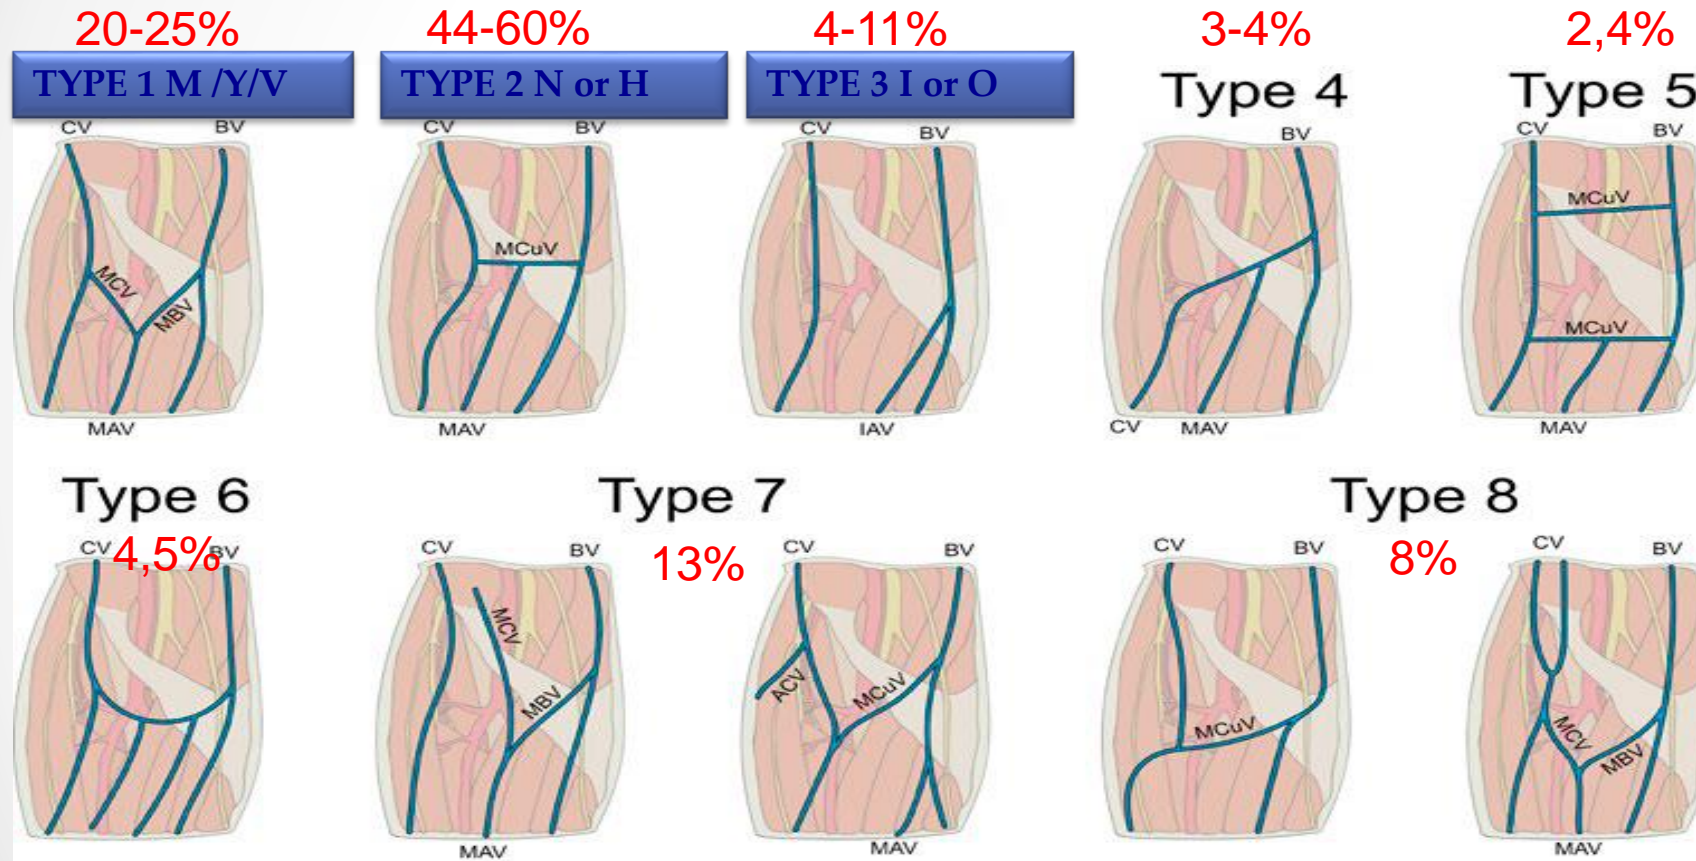 20-25%
44-60%
4-11%
3-4%
2,4%
TYPE 1 M /Y/V
TYPE 2 N or H
TYPE 3 I or O
Type 4
Type 5
CV BV
CV BV
CV BV
BV
CV BV
MCV
MBV
MCuV
MCuV
MCuV
MAV
MAV
IAV
CV MAV
MAV
Type 6
Type 7
Type 8
4,5%
13%
8%
CV BV
CV BV
CV BV
CV BV
CV BV
MCV
MBV
ACV
MCuV
MCuV
MCV
MBV
MAV
MAV
MAV